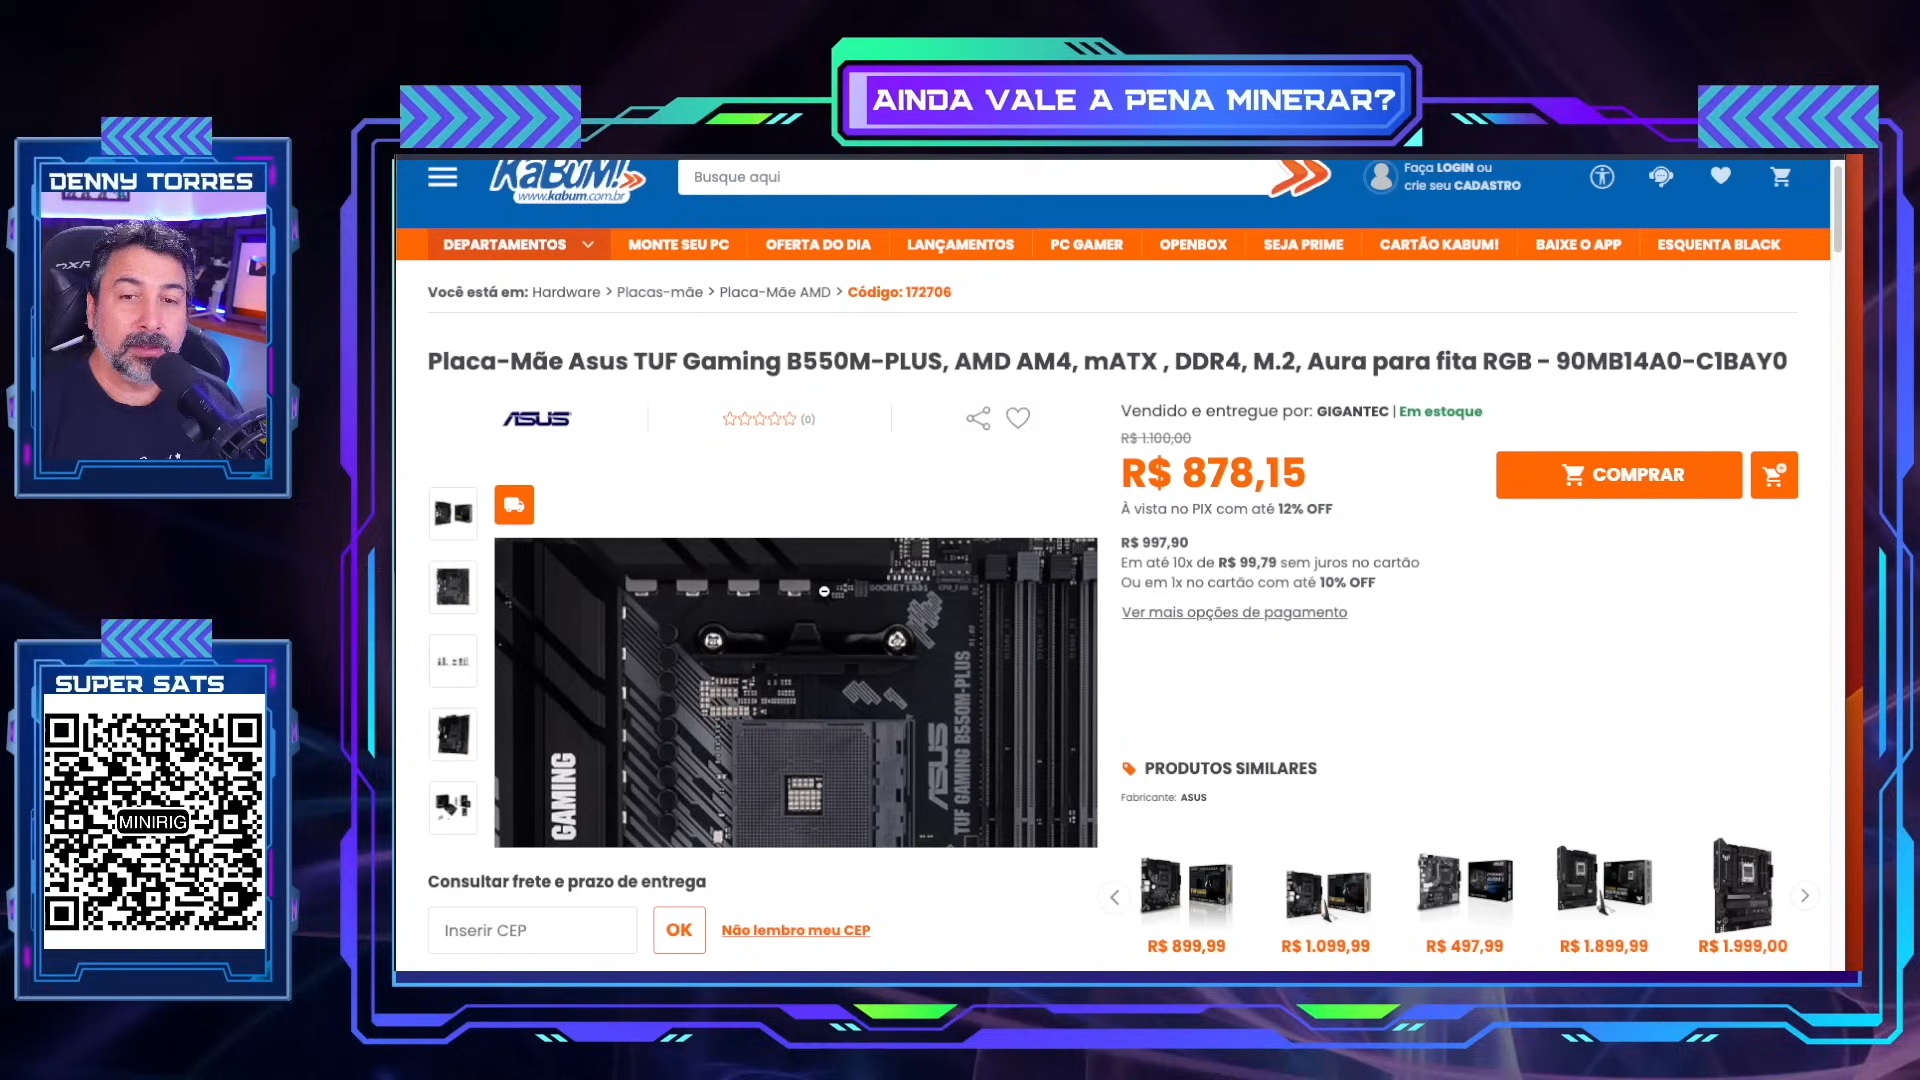 AINDA VALE A PENA MINERAR?
DENNY TORRES
KaBuM!
www.kabum.com.br
Busque aqui
Faça LOGIN ou
crie seu CADASTRO
DEPARTAMENTOS
MONTE SEU PC
OFERTA DO DIA
LANÇAMENTOS
PC GAMER
OPENBOX
SEJA PRIME
CARTÃO KABUM!
BAIXE O APP
ESQUENTA BLACK
Você está em: Hardware > Placas-mãe > Placa-Mãe AMD > Código: 172706
Placa-Mãe Asus TUF Gaming B550M-PLUS, AMD AM4, mATX , DDR4, M.2, Aura para fita RGB - 90MB14A0-C1BAY0
ASUS
(0)
Vendido e entregue por: GIGANTEC | Em estoque
R$ 1.100,00
R$ 878,15
COMPRAR
À vista no PIX com até 12% OFF
R$ 997,90
Em até 10x de R$ 99,79 sem juros no cartão
Ou em 1x no cartão com até 10% OFF
Ver mais opções de pagamento
SOCKET1331
GAMING
ASUS
TUF GAMING B550M-PLUS
PRODUTOS SIMILARES
Fabricante: ASUS
R$ 899,99
R$ 1.099,99
R$ 497,99
R$ 1.899,99
R$ 1.999,00
Consultar frete e prazo de entrega
Inserir CEP
OK
Não lembro meu CEP
SUPER SATS
MINIRIG